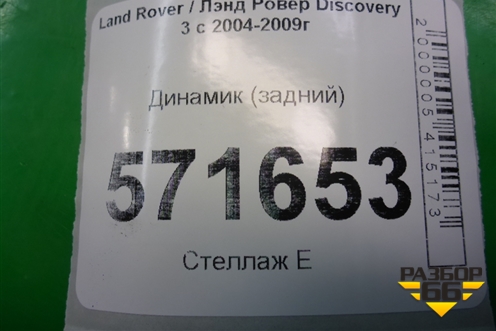 Land Rover / Лэнд Ровер Discovery
3 с 2004-2009г
Динамик (задний)
571653
Стеллаж Е
2000005415173
РАЗБОР
66